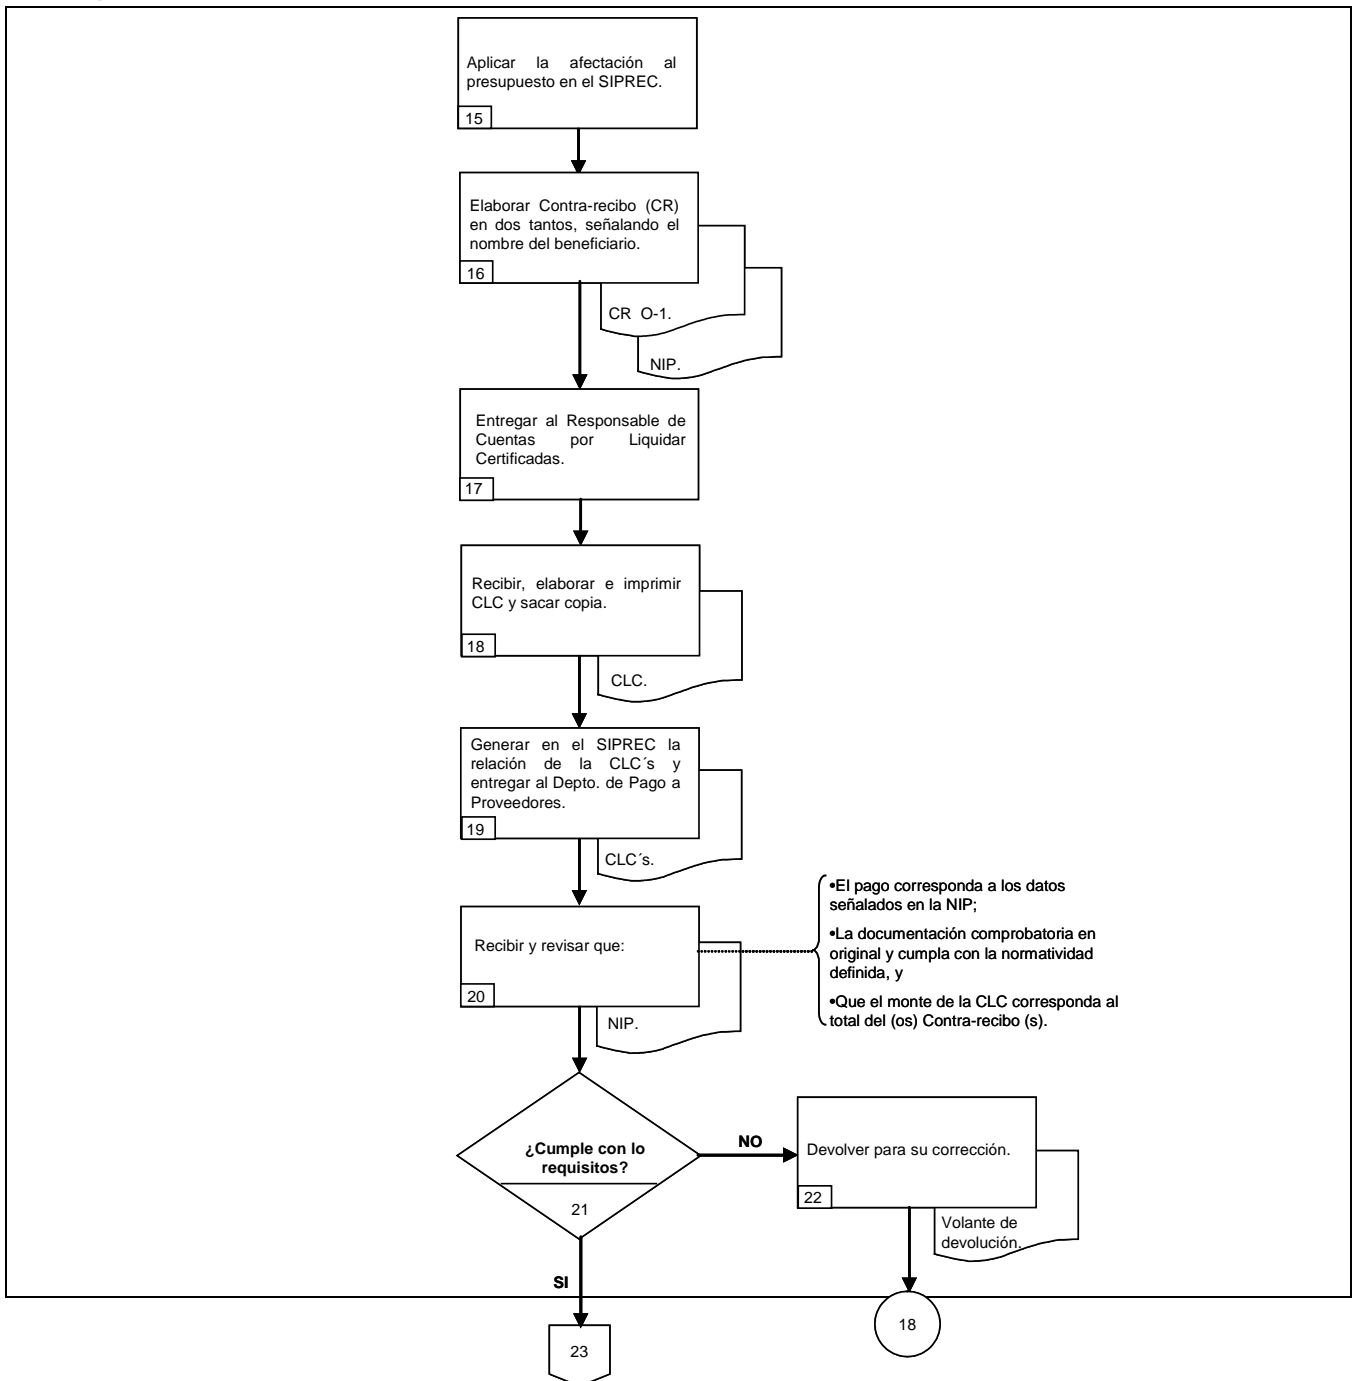 Aplicar la afectación al
presupuesto en el SIPREC.
15
Elaborar Contra-recibo (CR)
en dos tantos, señalando el
nombre del beneficiario.
16
CR O-1.
NIP.
Entregar al Responsable de
Cuentas por Liquidar
Certificadas.
17
Recibir, elaborar e imprimir
CLC y sacar copia.
18
CLC.
Generar en el SIPREC la
relación de la CLC´s y
entregar al Depto. de Pago a
Proveedores.
19
CLC´s.
Recibir y revisar que:
20
NIP.
•El pago corresponda a los datos
señalados en la NIP;
•La documentación comprobatoria en
original y cumpla con la normatividad
definida, y
•Que el monte de la CLC corresponda al
total del (os) Contra-recibo (s).
¿Cumple con lo
requisitos?
21
NO
Devolver para su corrección.
22
Volante de
devolución.
SI
18
23